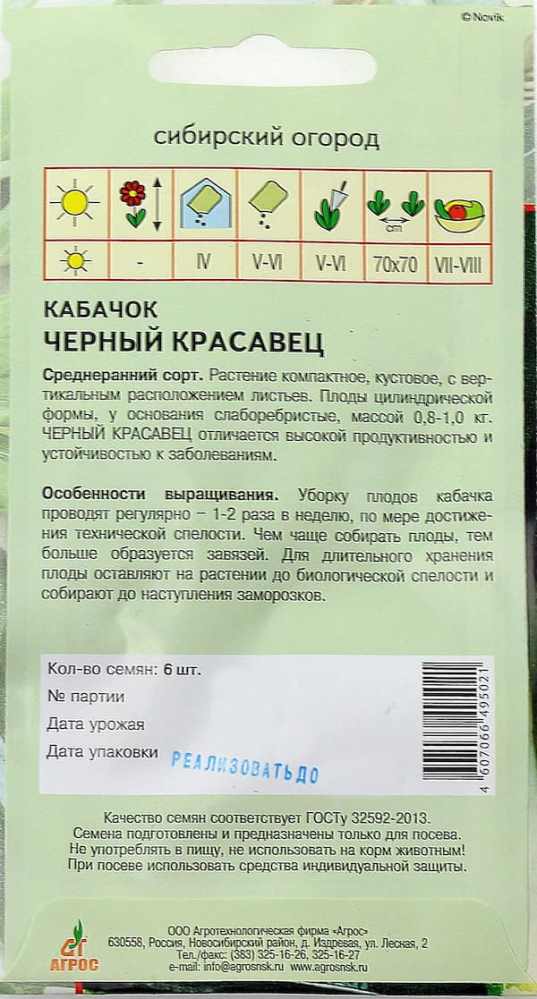 © Novik
сибирский огород
cm
- IV V-VI V-VI 70x70 VII-VIII
КАБАЧОК
ЧЕРНЫЙ КРАСАВЕЦ
Среднеранний сорт. Растение компактное, кустовое, с вер-
тикальным расположением листьев. Плоды цилиндрической
формы, у основания слаборебристые, массой 0,8-1,0 кг.
ЧЕРНЫЙ КРАСАВЕЦ отличается высокой продуктивностью и
устойчивостью к заболеваниям.
Особенности выращивания. Уборку плодов кабачка
проводят регулярно – 1-2 раза в неделю, по мере достиже-
ния технической спелости. Чем чаще собирать плоды, тем
больше образуется завязей. Для длительного хранения
плоды оставляют на растении до биологической спелости и
собирают до наступления заморозков.
Кол-во семян: 6 шт.
№ партии
Дата урожая
Дата упаковки
РЕАЛИЗОВАТЬ ДО
4 607066 495021
Качество семян соответствует ГОСТу 32592-2013.
Семена подготовлены и предназначены только для посева.
Не употреблять в пищу, не использовать на корм животным!
При посеве использовать средства индивидуальной защиты.
АГРОС
ООО Агротехнологическая фирма «Агрос»
630558, Россия, Новосибирский район, д. Издревая, ул. Лесная, 2
Тел./факс: (383) 325-16-26, 325-16-27
e-mail: info@agrosnsk.ru www.agrosnsk.ru